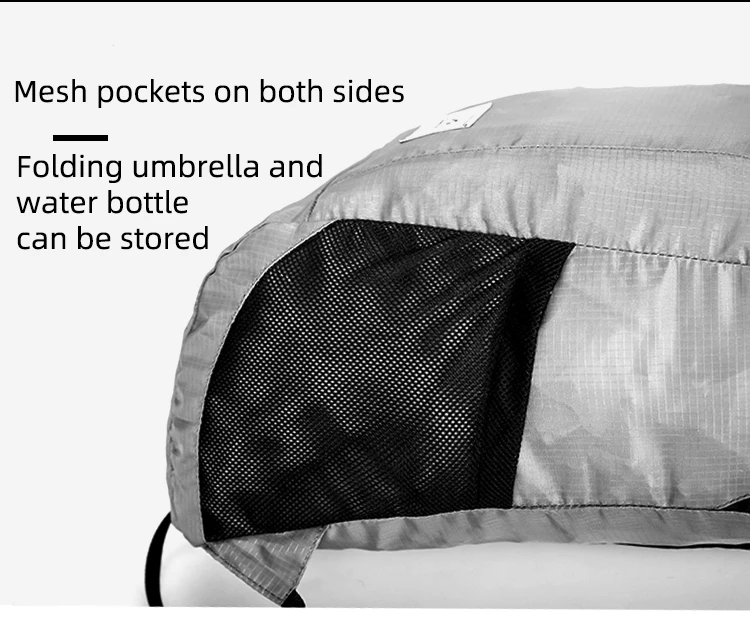 Mesh pockets on both sides
Folding umbrella and
water bottle
can be stored